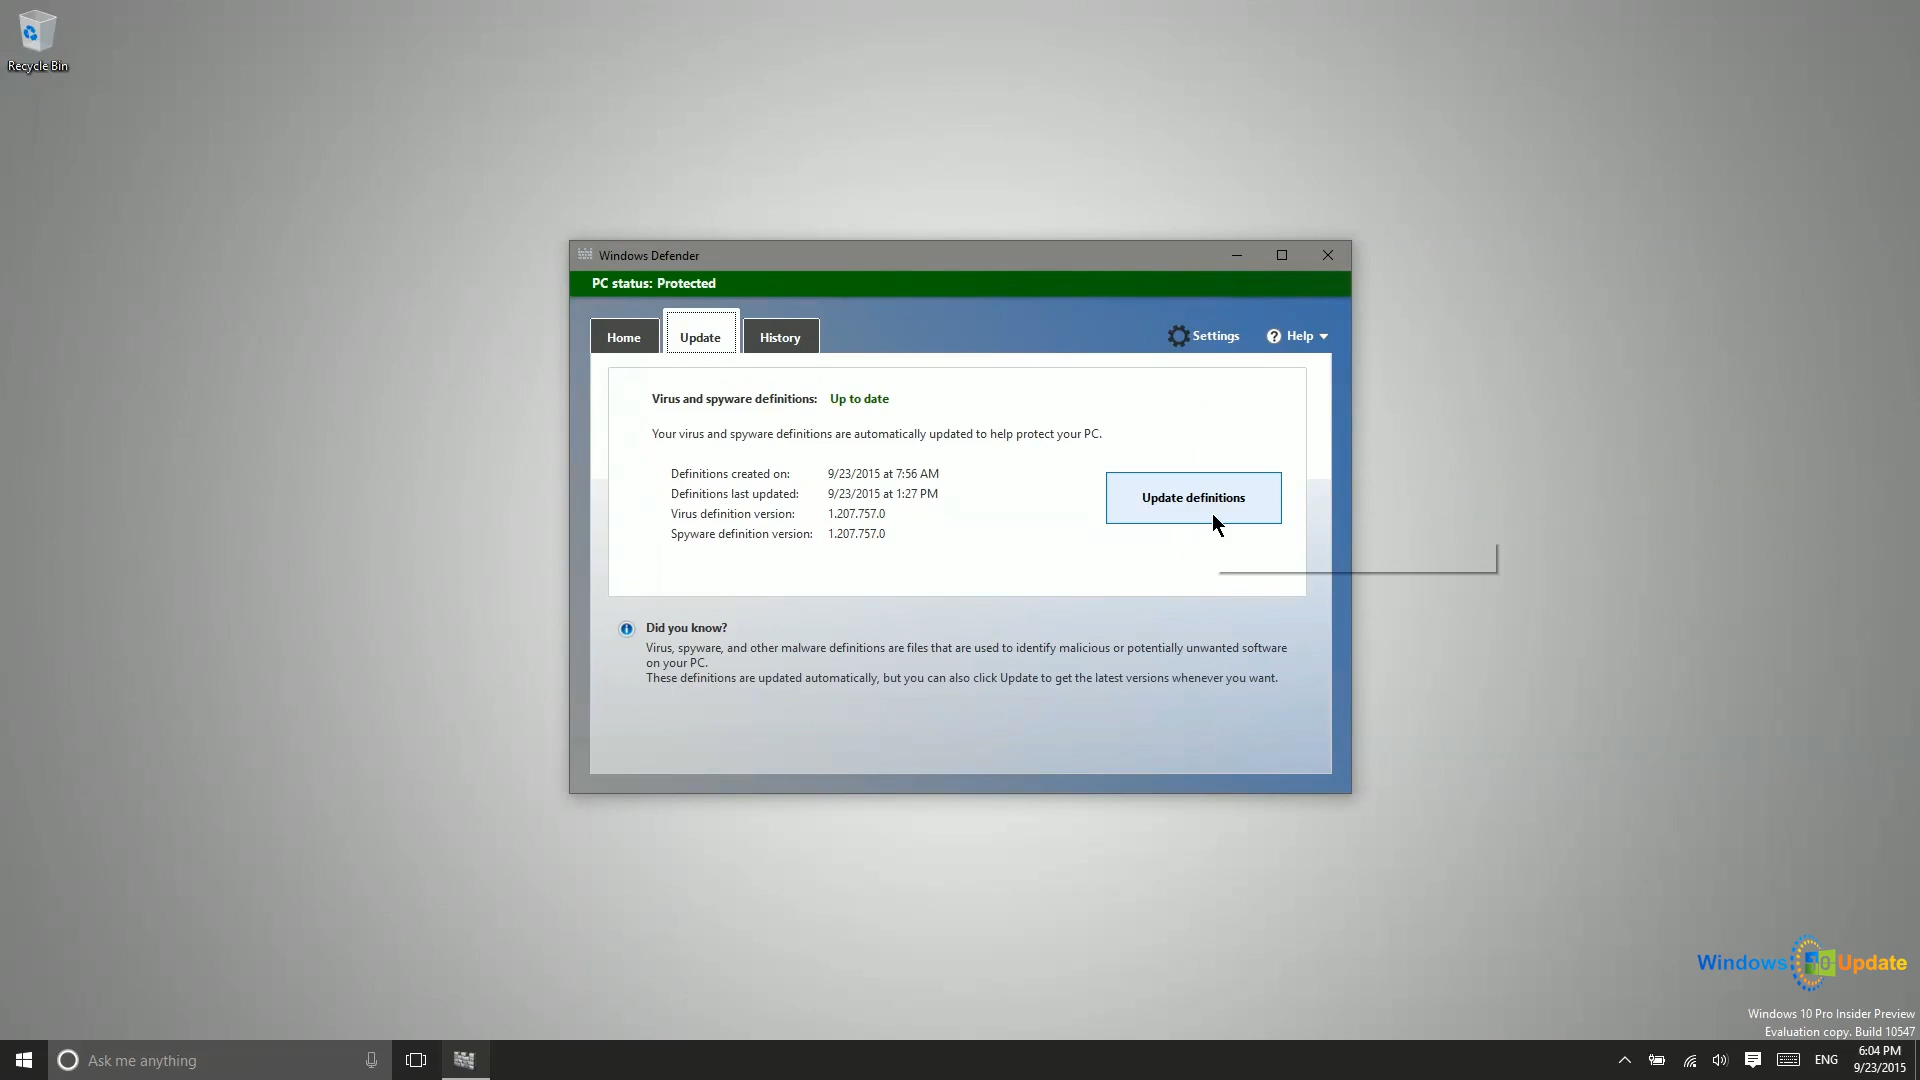 Recycle Bin
Windows Defender
PC status: Protected
Home
Update
History
Settings
Help
Virus and spyware definitions: Up to date
Your virus and spyware definitions are automatically updated to help protect your PC.
Definitions created on: 9/23/2015 at 7:56 AM
Definitions last updated: 9/23/2015 at 1:27 PM
Virus definition version: 1.207.757.0
Spyware definition version: 1.207.757.0
Update definitions
Did you know?
Virus, spyware, and other malware definitions are files that are used to identify malicious or potentially unwanted software
on your PC.
These definitions are updated automatically, but you can also click Update to get the latest versions whenever you want.
Windows 10 Update
Windows 10 Pro Insider Preview
Evaluation copy. Build 10547
Ask me anything
ENG
6:04 PM
9/23/2015